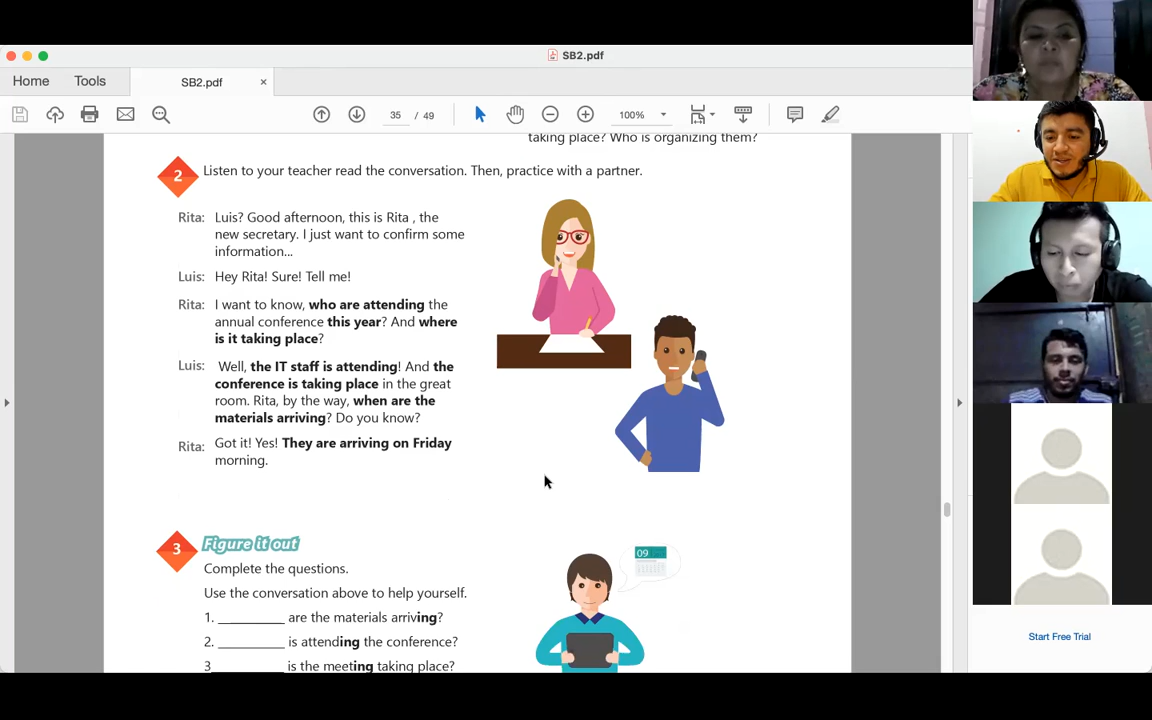 SB2.pdf
Home
Tools
SB2.pdf
×
35 / 49
100%
taking place? Who is organizing them?
2
Listen to your teacher read the conversation. Then, practice with a partner.
Rita: Luis? Good afternoon, this is Rita , the
new secretary. I just want to confirm some
information...
Luis: Hey Rita! Sure! Tell me!
Rita: I want to know, who are attending the
annual conference this year? And where
is it taking place?
Luis: Well, the IT staff is attending! And the
conference is taking place in the great
room. Rita, by the way, when are the
materials arriving? Do you know?
Rita: Got it! Yes! They are arriving on Friday
morning.
3
Figure it out
09
Complete the questions.
Use the conversation above to help yourself.
1. ________ are the materials arriving?
2. ________ is attending the conference?
3 ________ is the meeting taking place?
Start Free Trial